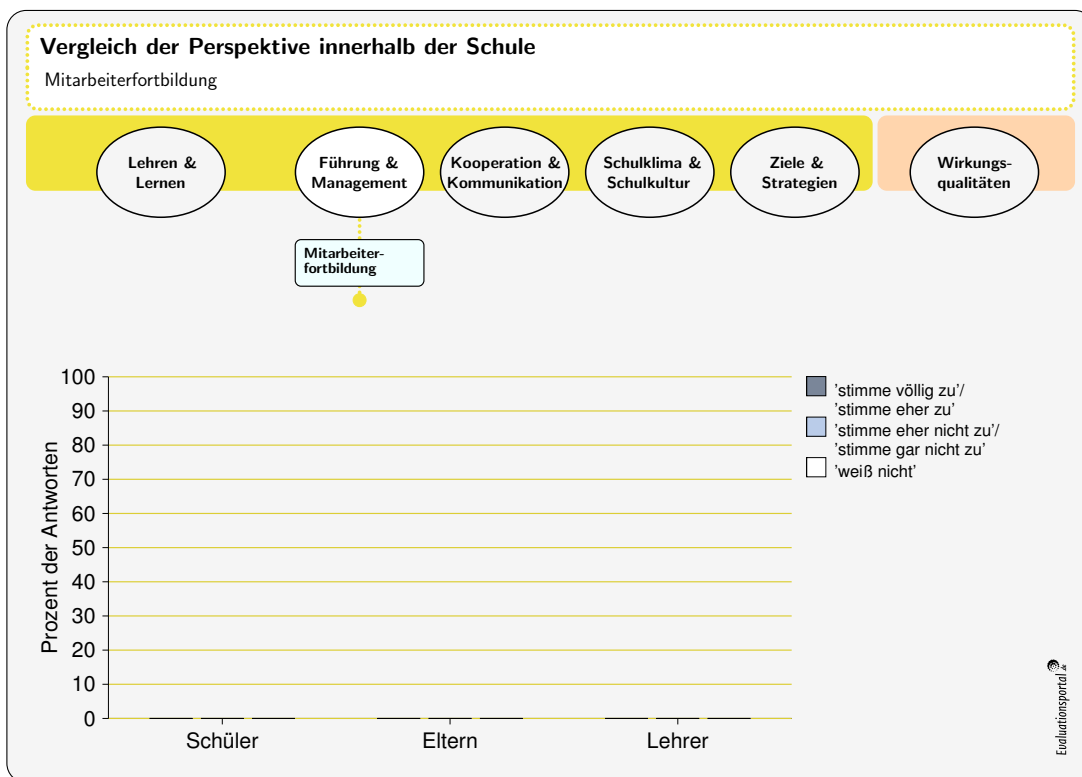 Vergleich der Perspektive innerhalb der Schule
Mitarbeiterfortbildung
Lehren &
Lernen
Führung &
Management
Kooperation &
Kommunikation
Schulklima &
Schulkultur
Ziele &
Strategien
Wirkungs-
qualitäten
Mitarbeiter-
fortbildung
Prozent der Antworten
100
90
80
70
60
50
40
30
20
10
0
Schüler
Eltern
Lehrer
'stimme völlig zu'/
'stimme eher zu'
'stimme eher nicht zu'/
'stimme gar nicht zu'
'weiß nicht'
Evaluationsportal.de